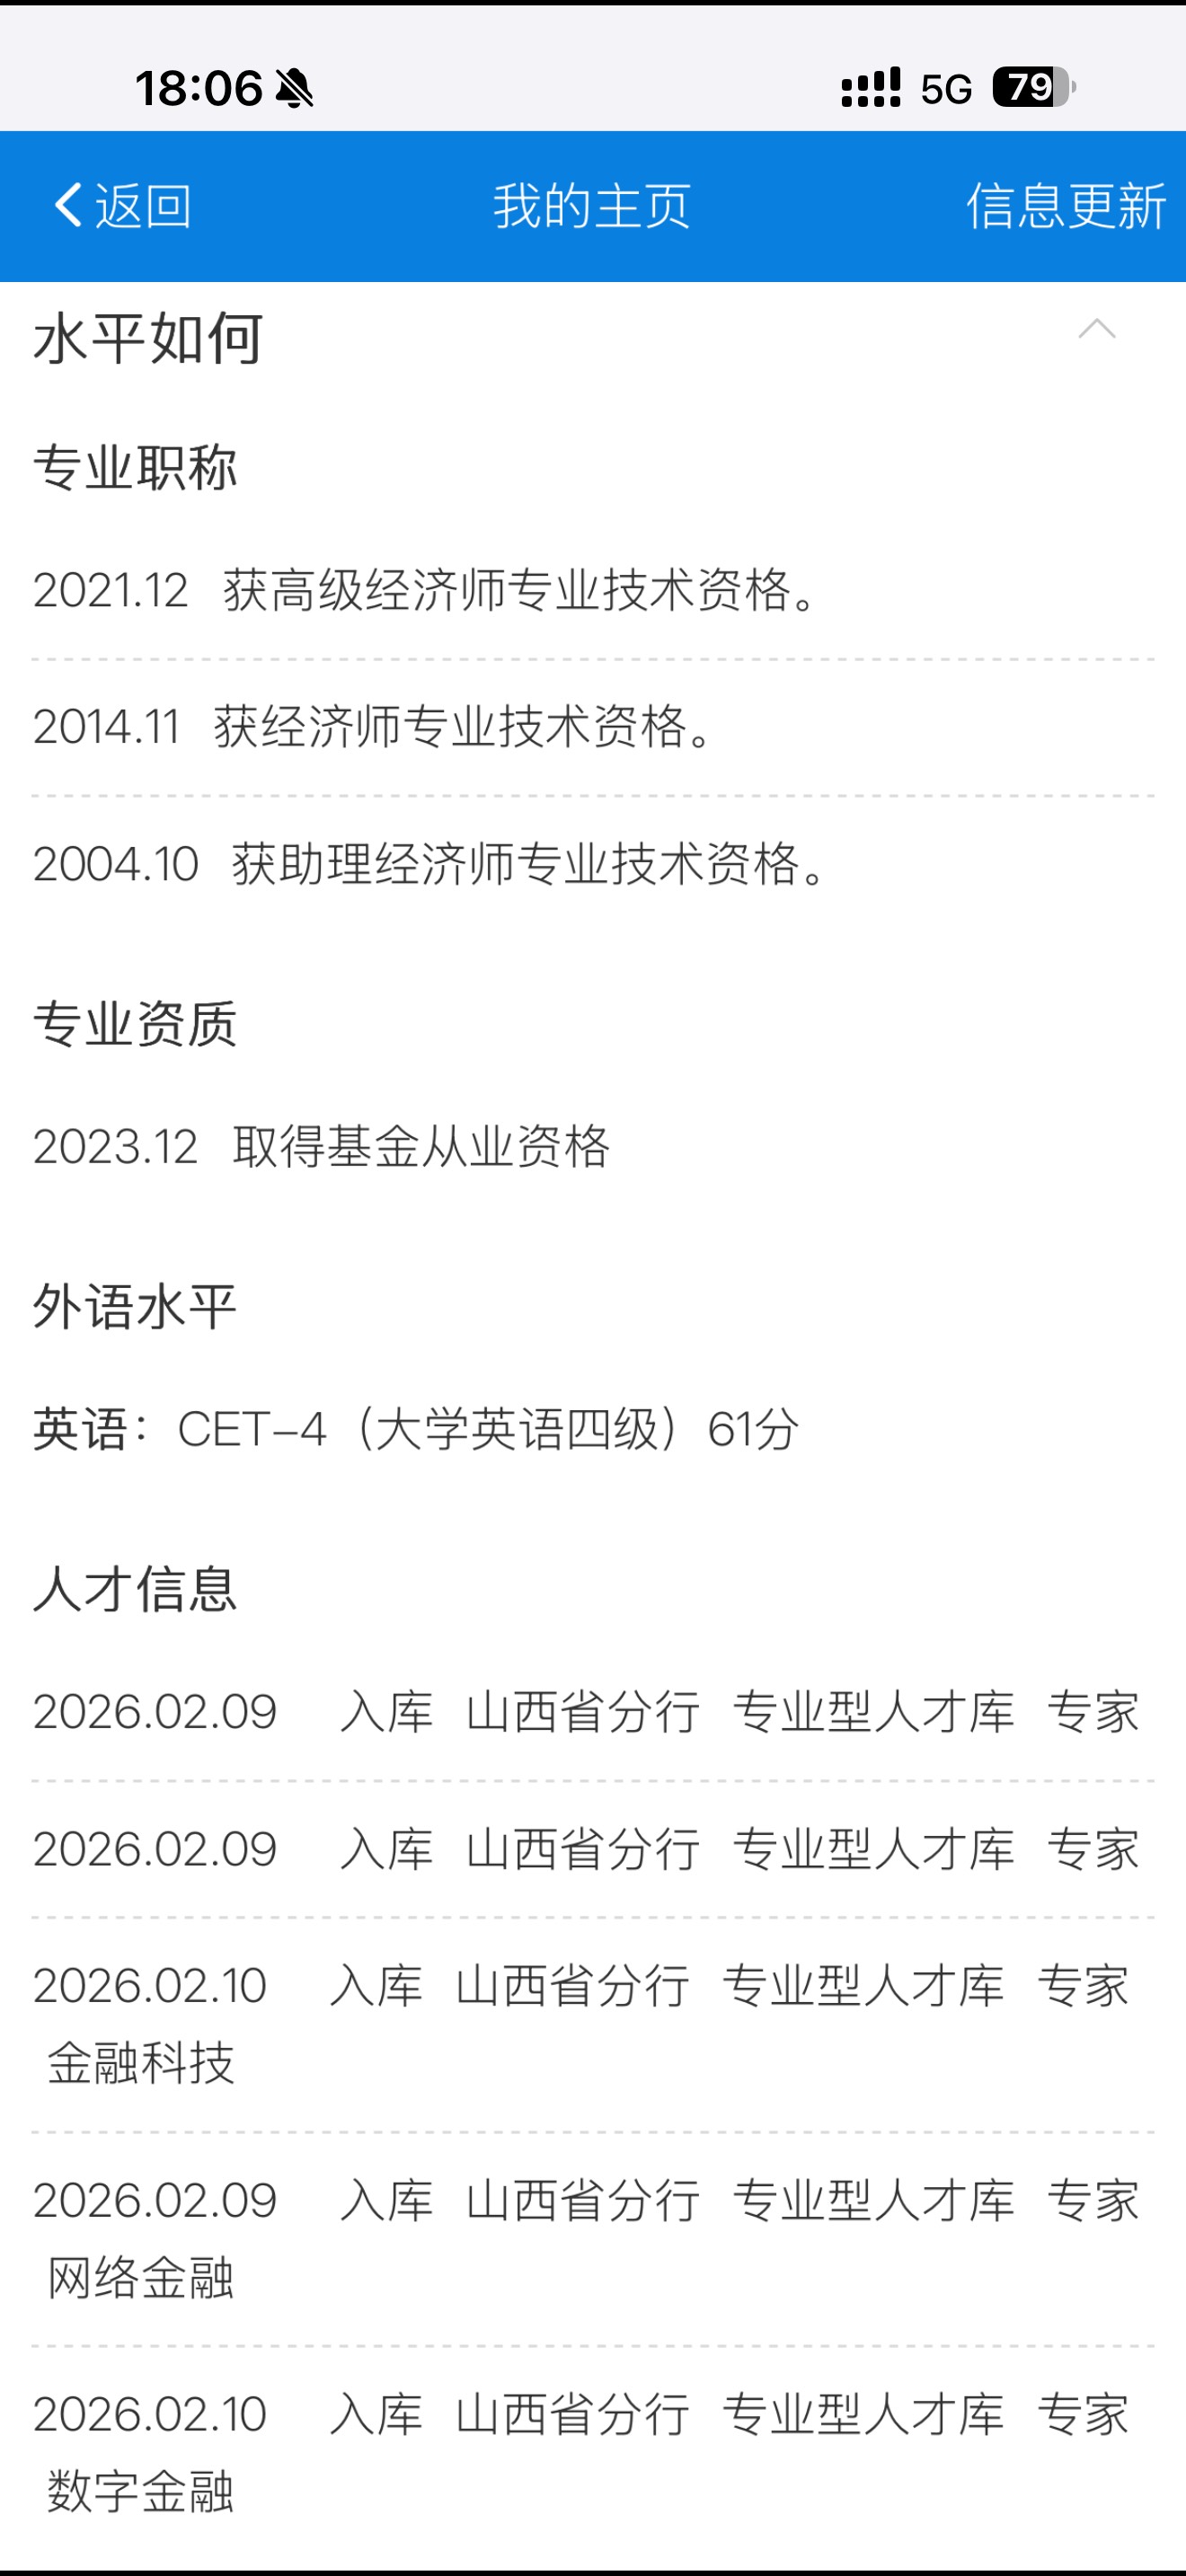 18:06 5G 79
返回 我的主页 信息更新
水平如何
专业职称
2021.12 获高级经济师专业技术资格。
2014.11 获经济师专业技术资格。
2004.10 获助理经济师专业技术资格。
专业资质
2023.12 取得基金从业资格
外语水平
英语：CET-4（大学英语四级）61分
人才信息
2026.02.09 入库 山西省分行 专业型人才库 专家
2026.02.09 入库 山西省分行 专业型人才库 专家
2026.02.10 入库 山西省分行 专业型人才库 专家
金融科技
2026.02.09 入库 山西省分行 专业型人才库 专家
网络金融
2026.02.10 入库 山西省分行 专业型人才库 专家
数字金融